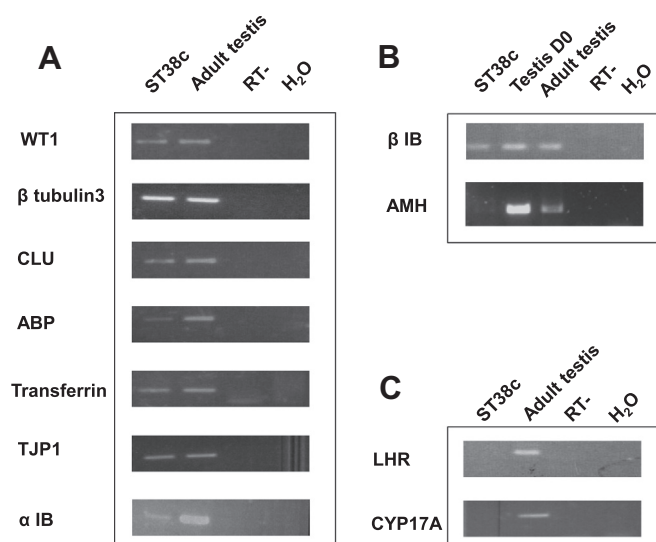 A
ST38c Adult testis RT- H₂O
WT1
β tubulin3
CLU
ABP
Transferrin
TJP1
α IB
B
ST38c Testis D0 Adult testis RT- H₂O
β IB
AMH
C
ST38c Adult testis RT- H₂O
LHR
CYP17A